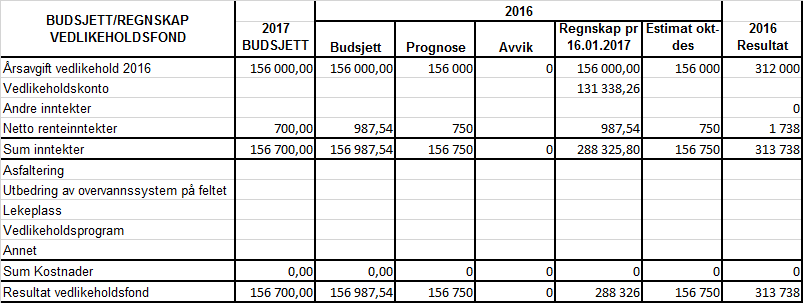 BUDSJETT/REGNSKAP VEDLIKEHOLDSFOND 2017 BUDSJETT 2016
Budsjett Prognose Avvik Regnskap pr 16.01.2017 Estimat okt-des 2016 Resultat
Årsavgift vedlikehold 2016 156 000,00 156 000,00 156 000 0 156 000,00 156 000 312 000
Vedlikeholdskonto 131 338,26
Andre inntekter 0
Netto renteinntekter 700,00 987,54 750 987,54 750 1 738
Sum inntekter 156 700,00 156 987,54 156 750 0 288 325,80 156 750 313 738
Asfaltering
Utbedring av overvannssystem på feltet
Lekeplass
Vedlikeholdsprogram
Annet
Sum Kostnader 0,00 0,00 0 0 0 0 0
Resultat vedlikeholdsfond 156 700,00 156 987,54 156 750 0 288 326 156 750 313 738